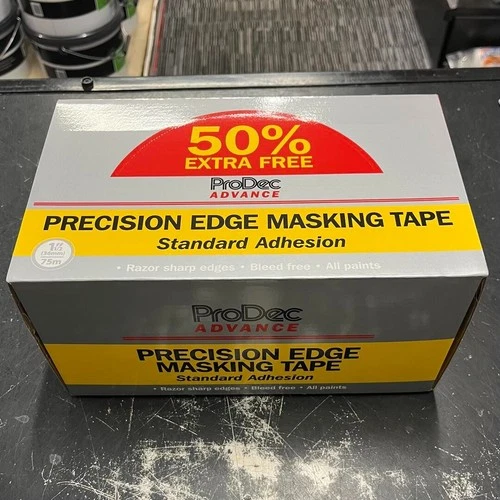 50%
EXTRA FREE
ProDec
ADVANCE
PRECISION EDGE MASKING TAPE
Standard Adhesion
75m
• Razor sharp edges • Bleed free • All paints
ProDec
ADVANCE
PRECISION EDGE
MASKING TAPE
Standard Adhesion
• Razor sharp edges • Bleed free • All paints